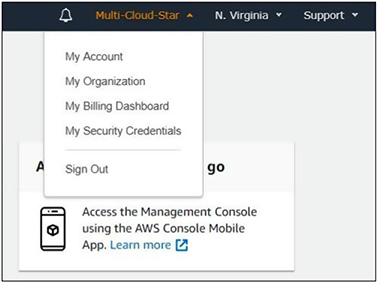 Multi-Cloud-Star N. Virginia Support
My Account
My Organization
My Billing Dashboard
My Security Credentials
Sign Out
go
Access the Management Console
using the AWS Console Mobile
App. Learn more